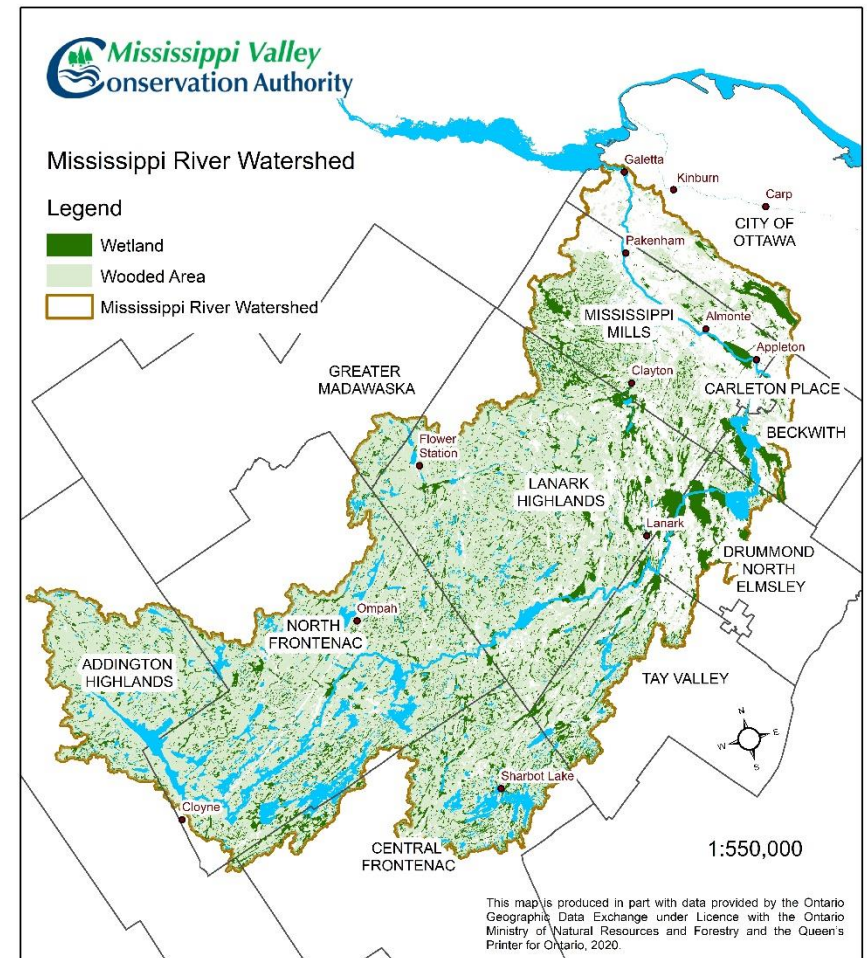 Mississippi Valley
Conservation Authority
Mississippi River Watershed
Legend
Wetland
Wooded Area
Mississippi River Watershed
Galetta
Kinburn
Carp
CITY OF
OTTAWA
Pakenham
MISSISSIPPI
MILLS
Almonte
Appleton
GREATER
MADAWASKA
Clayton
CARLETON PLACE
BECKWITH
Flower
Station
LANARK
HIGHLANDS
Lanark
DRUMMOND
NORTH
ELMSLEY
Ompah
NORTH
FRONTENAC
ADDINGTON
HIGHLANDS
TAY VALLEY
N
W
E
S
Sharbot Lake
Cloyne
CENTRAL
FRONTENAC
1:550,000
This map is produced in part with data provided by the Ontario
Geographic Data Exchange under Licence with the Ontario
Ministry of Natural Resources and Forestry and the Queen's
Printer for Ontario, 2020.